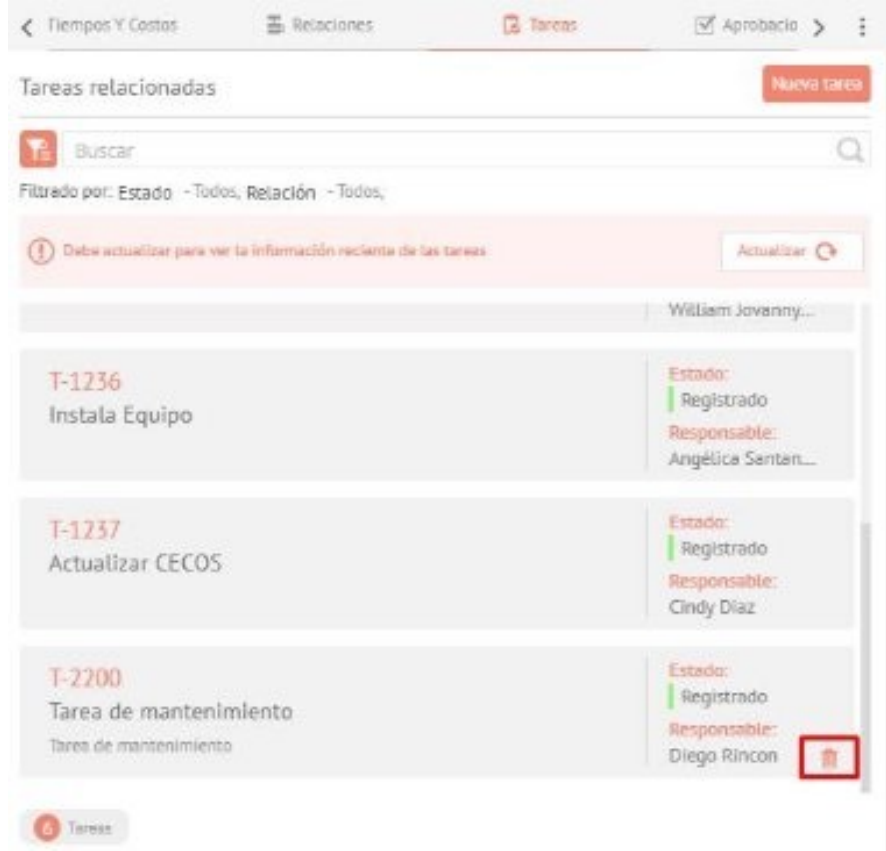 Tiempos Y Costos Relaciones Tareas Aprobacio
Tareas relacionadas Nueva tarea
Buscar
Filtrado por: Estado - Todos, Relación - Todos,
Debe actualizar para ver la información reciente de las tareas Actualizar
William Jovanny...
T-1236
Instala Equipo
Estado:
Registrado
Responsable:
Angélica Santan...
T-1237
Actualizar CECOS
Estado:
Registrado
Responsable:
Cindy Diaz
T-2200
Tarea de mantenimiento
Tarea de mantenimiento
Estado:
Registrado
Responsable:
Diego Rincon
6 Tareas